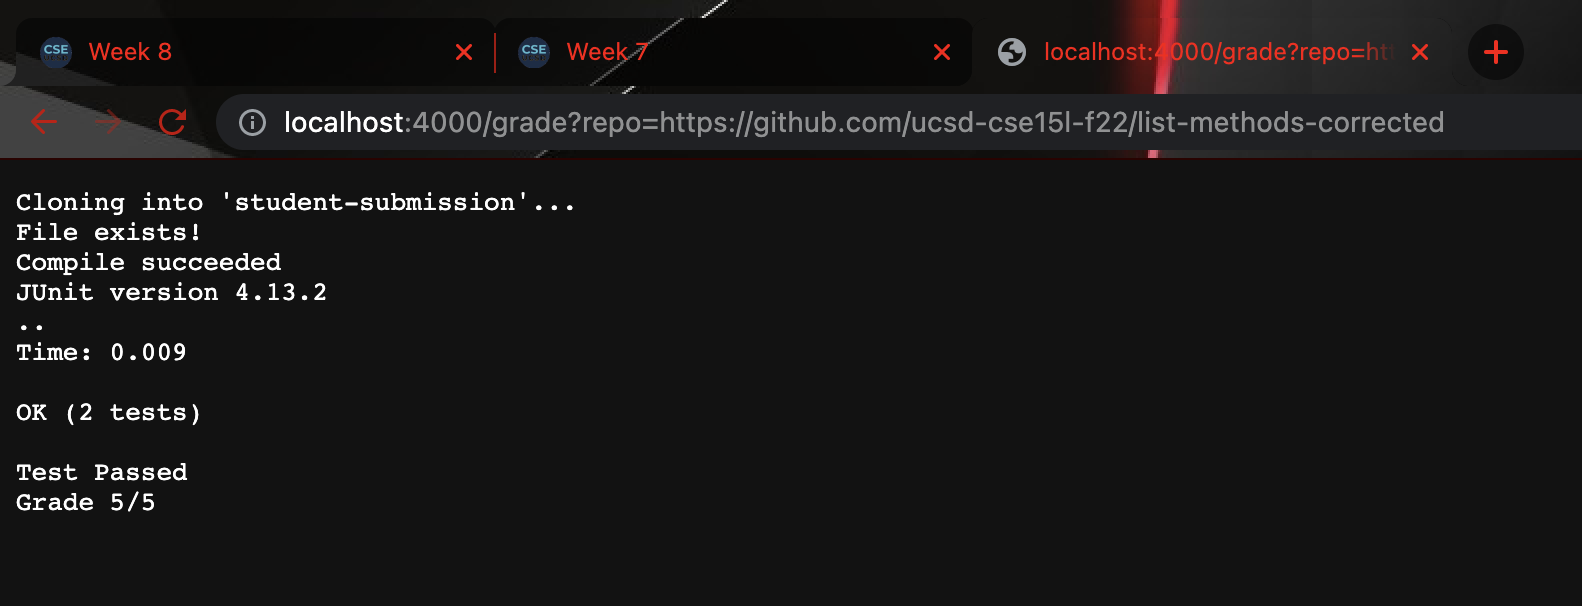 CSE Week 8
CSE Week 7
localhost:4000/grade?repo=htt
localhost:4000/grade?repo=https://github.com/ucsd-cse15l-f22/list-methods-corrected
Cloning into 'student-submission'...
File exists!
Compile succeeded
JUnit version 4.13.2
..
Time: 0.009
OK (2 tests)
Test Passed
Grade 5/5